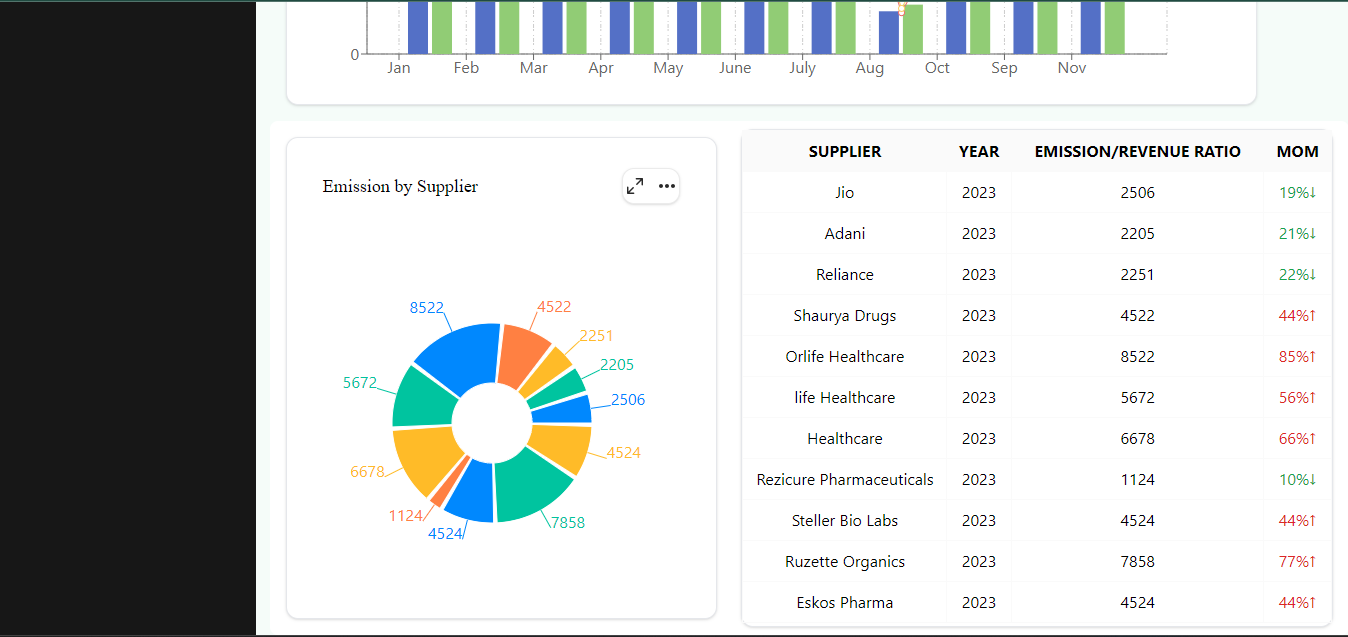 0
Jan Feb Mar Apr May June July Aug Oct Sep Nov
Emission by Supplier
8522
4522
2251
2205
5672
2506
4524
6678
1124
7858
4524
SUPPLIER YEAR EMISSION/REVENUE RATIO MOM
Jio 2023 2506 19%↓
Adani 2023 2205 21%↓
Reliance 2023 2251 22%↓
Shaurya Drugs 2023 4522 44%↑
Orlife Healthcare 2023 8522 85%↑
life Healthcare 2023 5672 56%↑
Healthcare 2023 6678 66%↑
Rezicure Pharmaceuticals 2023 1124 10%↓
Steller Bio Labs 2023 4524 44%↑
Ruzette Organics 2023 7858 77%↑
Eskos Pharma 2023 4524 44%↑